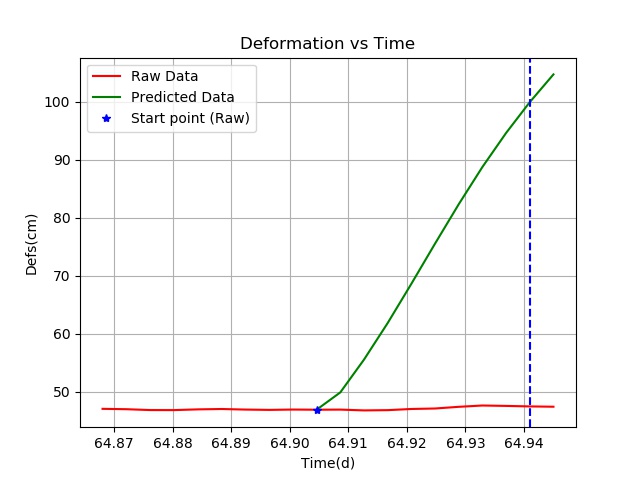 Deformation vs Time
Raw Data
Predicted Data
Start point (Raw)
100
90
80
70
60
50
Defs(cm)
64.87 64.88 64.89 64.90 64.91 64.92 64.93 64.94
Time(d)